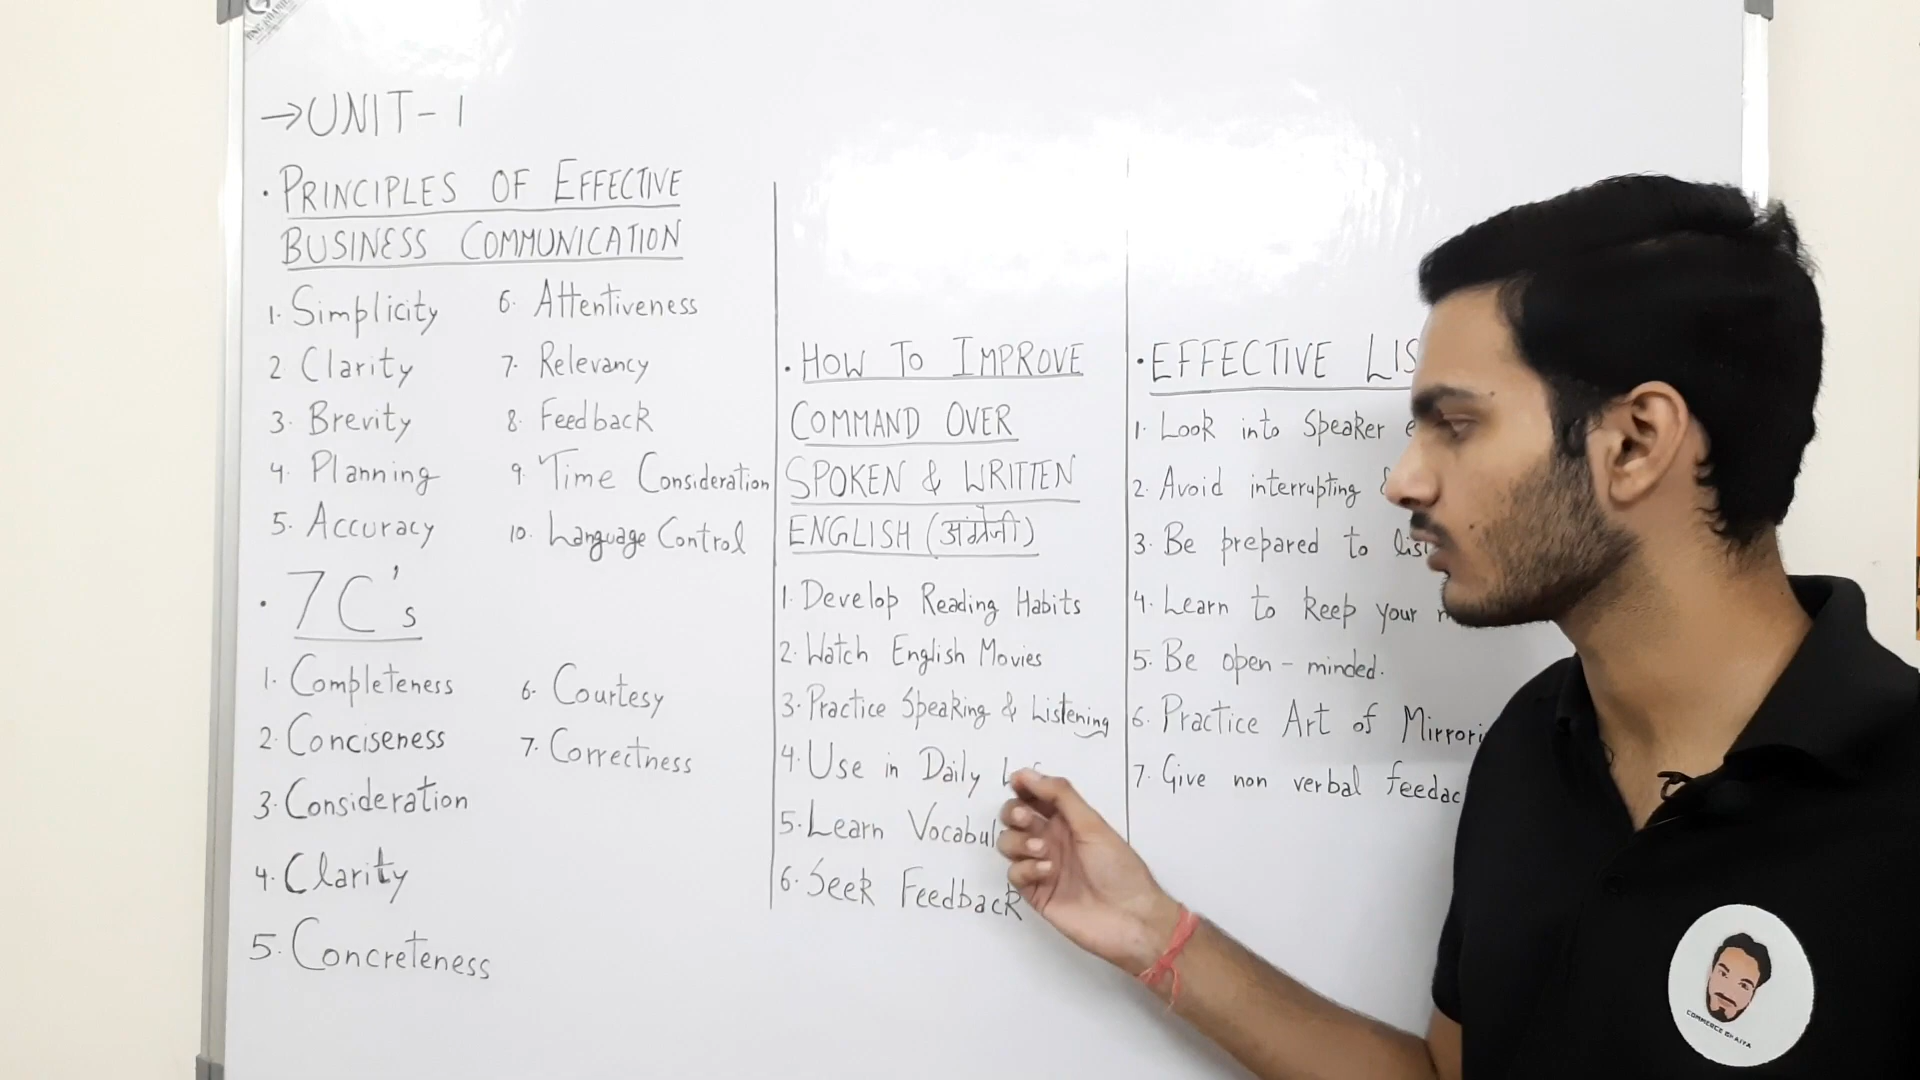 →UNIT-1
· PRINCIPLES OF EFFECTIVE
BUSINESS COMMUNICATION
1. Simplicity
2 Clarity
3. Brevity
4. Planning
5. Accuracy
6. Attentiveness
7. Relevancy
8. Feedback
9. Time Consideration
10. Language Control
· 7C's
1. Completeness
2. Conciseness
3. Consideration
4. Clarity
5. Concreteness
6. Courtesy
7. Correctness
· HOW TO IMPROVE
COMMAND OVER
SPOKEN & WRITTEN
ENGLISH (अंग्रेजी)
1. Develop Reading Habits
2. Watch English Movies
3. Practice Speaking & Listening
4. Use in Daily
5. Learn
6. Seek Feedback
· EFFECTIVE
1. Look into Speaker
2. Avoid interrupting &
3. Be prepared to
4. Learn to keep your
5. Be open-minded.
6. Practice Art of
7. Give non verbal
COMMERCE BHAIYA